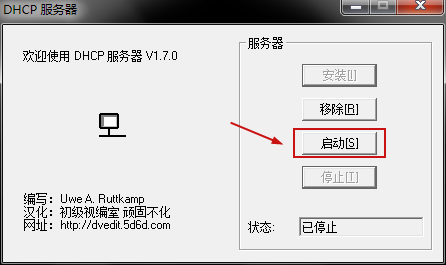 DHCP 服务器
欢迎使用 DHCP 服务器 V1.7.0
服务器
安装[I]
移除[R]
启动[S]
停止[T]
编写：Uwe A. Ruttkamp
汉化：初级视编室 顽固不化
网址：http://dvedit.5d6d.com
状态:
已停止